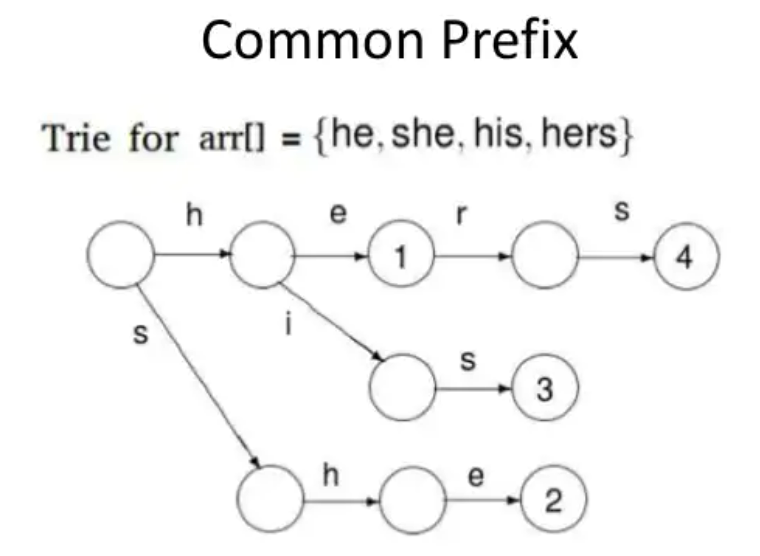 Common Prefix
Trie for arr[] = {he, she, his, hers}
h e r s
1 4
s i
s
3
h e
2